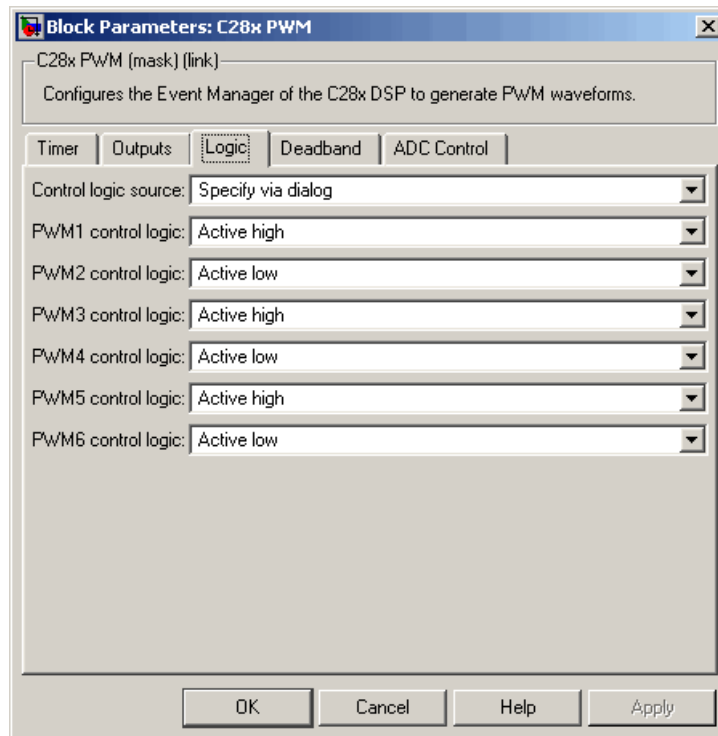 Block Parameters: C28x PWM
C28x PWM (mask) (link)
Configures the Event Manager of the C28x DSP to generate PWM waveforms.
Timer Outputs Logic Deadband ADC Control
Control logic source: Specify via dialog
PWM1 control logic: Active high
PWM2 control logic: Active low
PWM3 control logic: Active high
PWM4 control logic: Active low
PWM5 control logic: Active high
PWM6 control logic: Active low
OK Cancel Help Apply